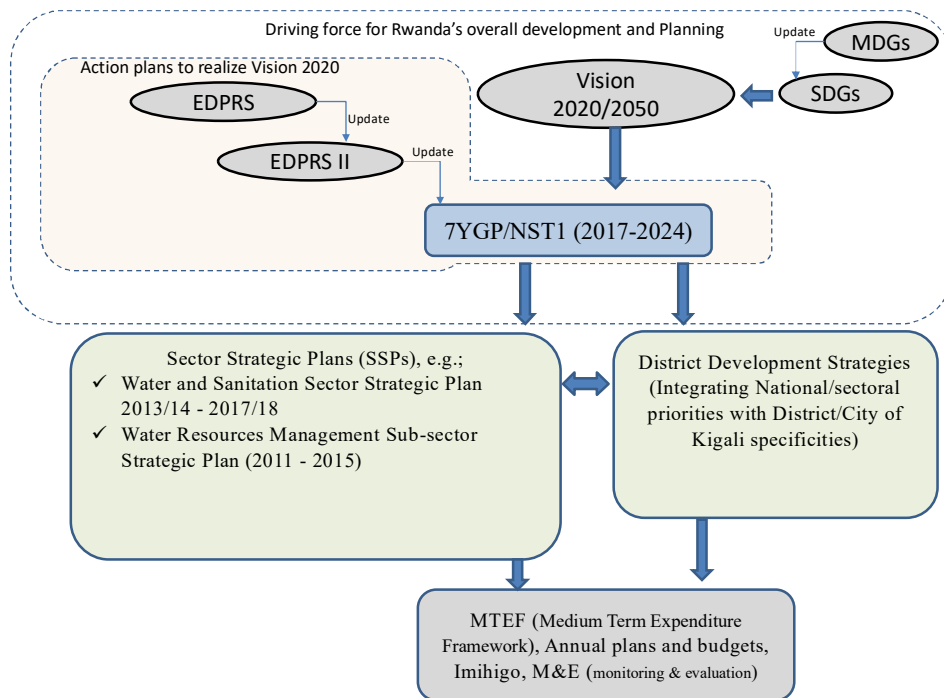 Driving force for Rwanda's overall development and Planning
Update
MDGs
Action plans to realize Vision 2020
Vision
2020/2050
SDGs
EDPRS
Update
EDPRS II
Update
7YGP/NST1 (2017-2024)
Sector Strategic Plans (SSPs), e.g.;
✓ Water and Sanitation Sector Strategic Plan
2013/14 - 2017/18
✓ Water Resources Management Sub-sector
Strategic Plan (2011 - 2015)
District Development Strategies
(Integrating National/sectoral
priorities with District/City of
Kigali specificities)
MTEF (Medium Term Expenditure
Framework), Annual plans and budgets,
Imihigo, M&E (monitoring & evaluation)